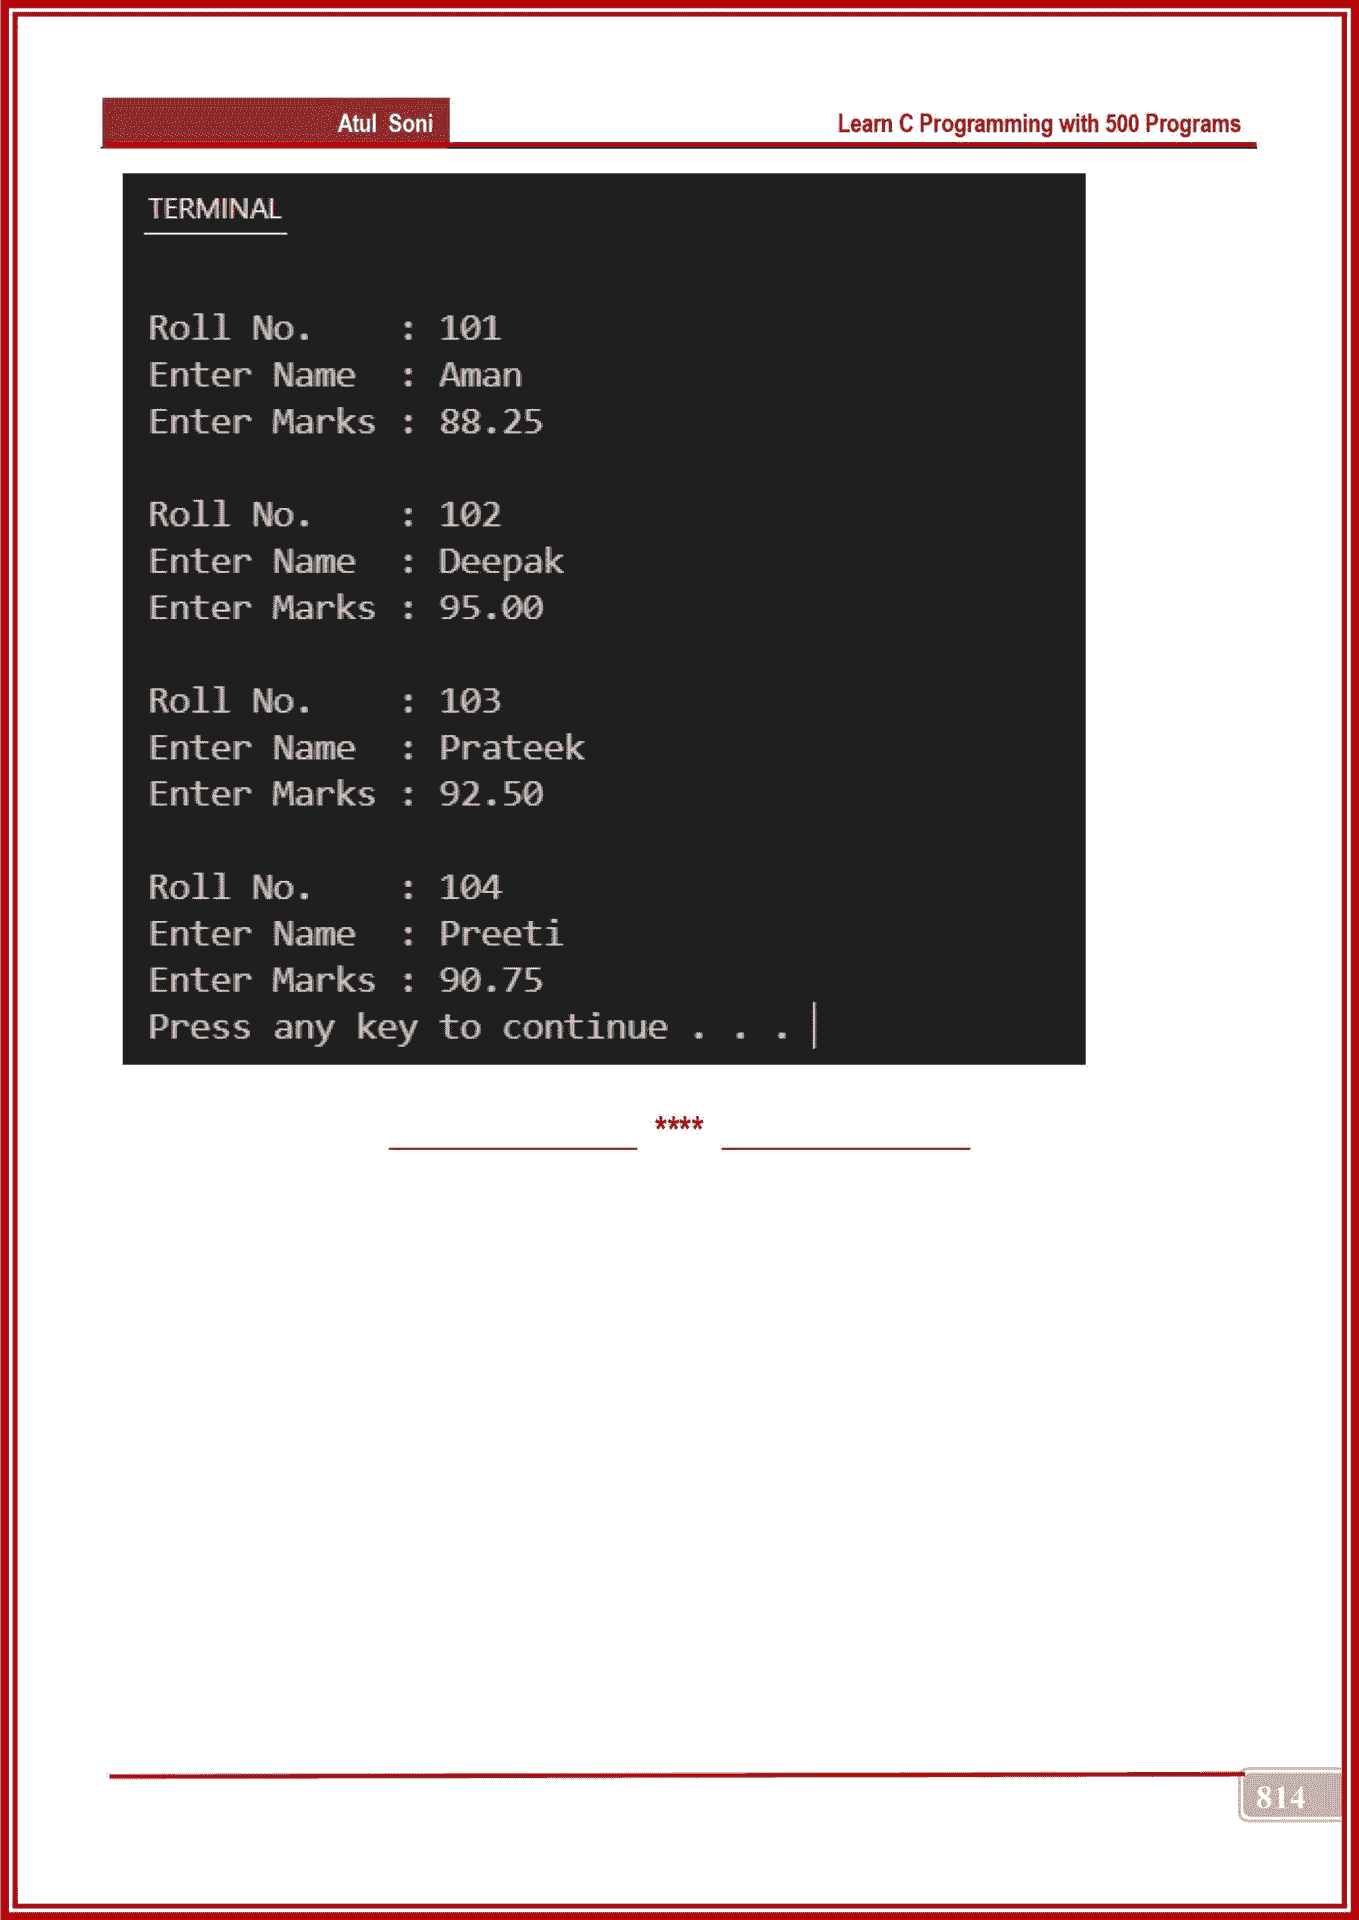 Atul  Soni
Learn C Programming with 500 Programs
TERMINAL
Roll No.    : 101
Enter Name  : Aman
Enter Marks : 88.25
Roll No.    : 102
Enter Name  : Deepak
Enter Marks : 95.00
Roll No.    : 103
Enter Name  : Prateek
Enter Marks : 92.50
Roll No.    : 104
Enter Name  : Preeti
Enter Marks : 90.75
Press any key to continue . . .
****
814